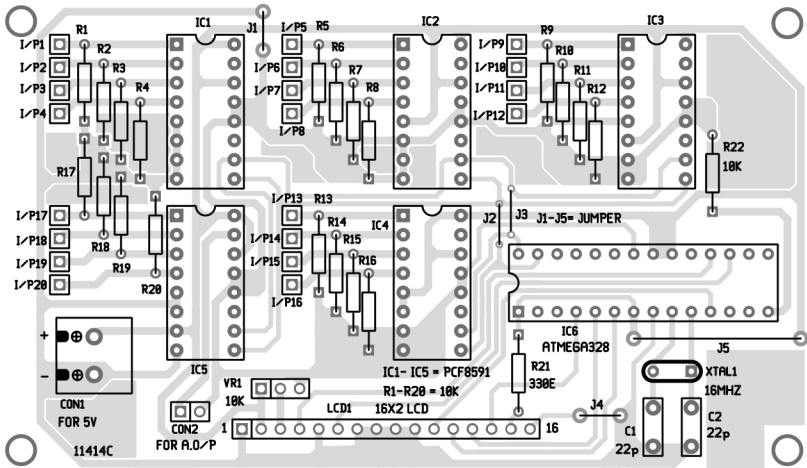 R1
IC1
J1
I/P5
R5
IC2
R9
IC3
I/P1
R2
R6
I/P9
R10
I/P2
R3
I/P6
R7
I/P10
R11
I/P3
R4
I/P7
R8
I/P11
R12
I/P4
I/P8
I/P12
R22
10K
R17
I/P13
R13
I/P17
R14
IC4
J2
J3
J1-J5= JUMPER
I/P18
R18
I/P14
R15
I/P19
R19
I/P15
R16
I/P20
R20
I/P16
+
IC6
ATMEGA328
J5
IC5
IC1- IC5 = PCF8591
R21
330E
XTAL1
16MHZ
−
VR1
10K
R1-R20 = 10K
CON1
FOR 5V
LCD1
16X2 LCD
J4
CON2
FOR A.O/P
1
16
C1
22p
C2
22p
11414C